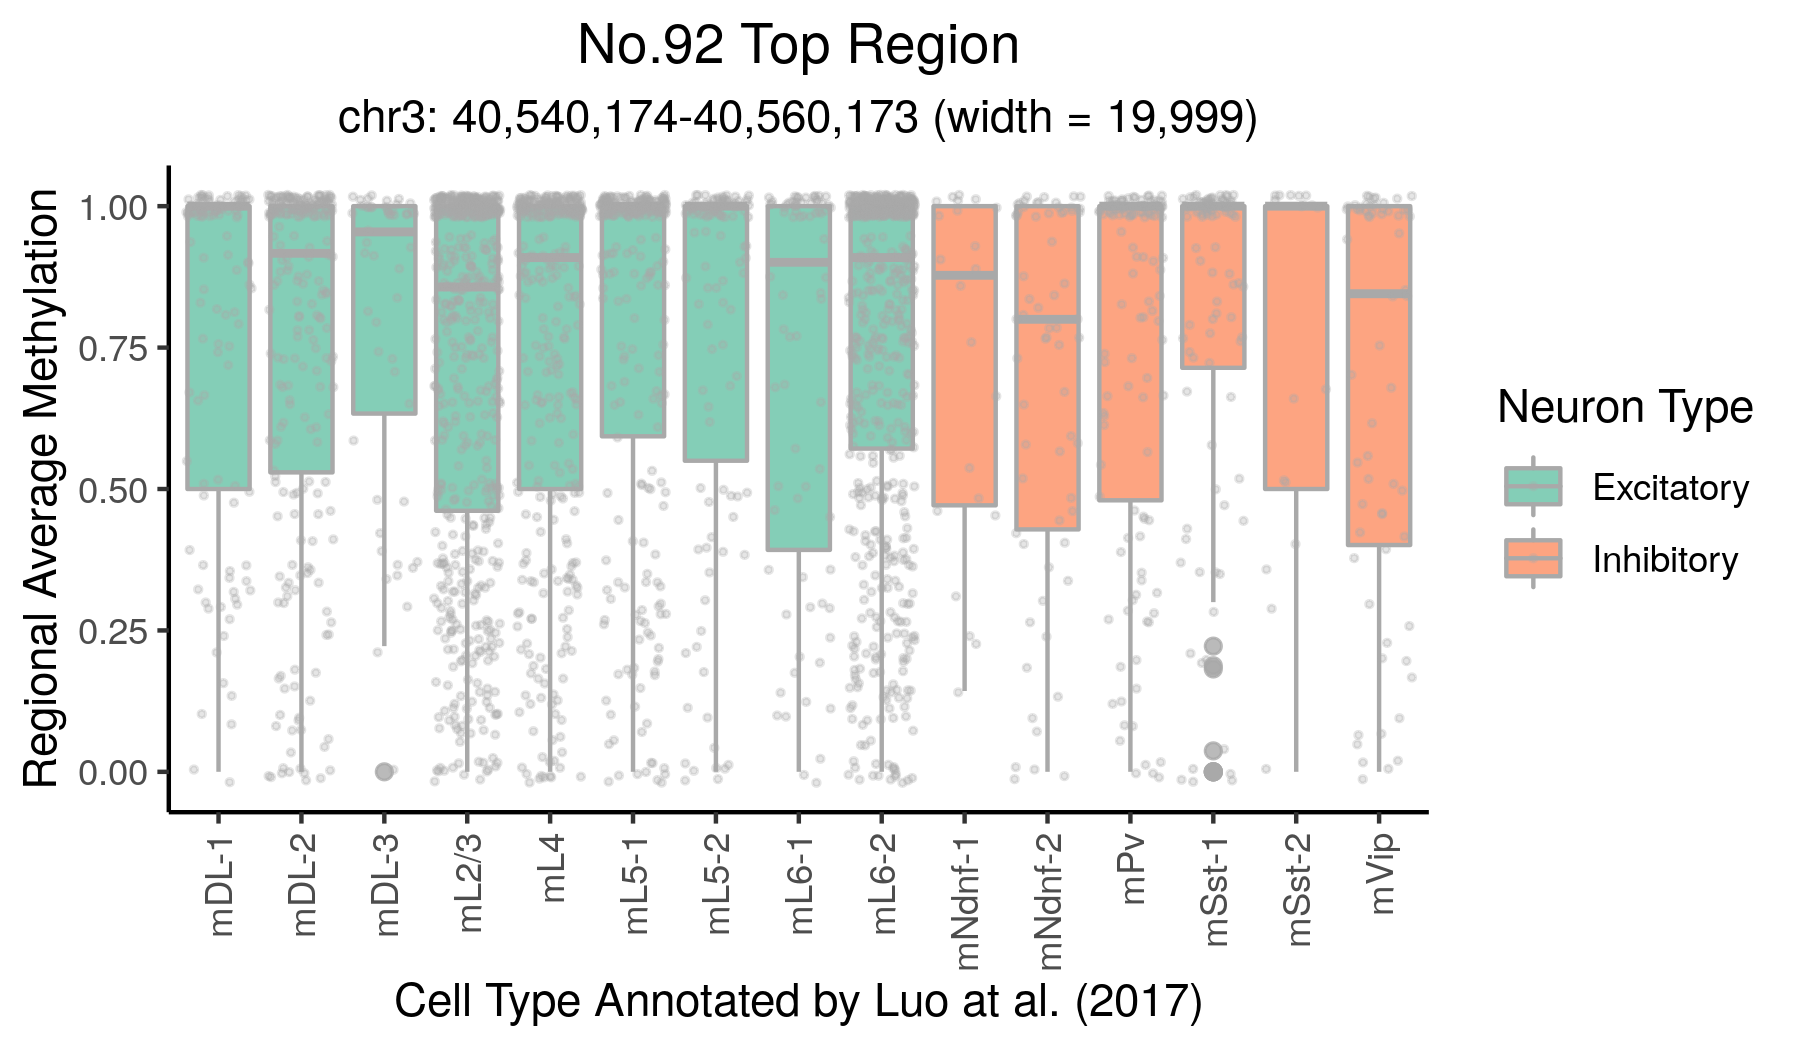 No.92 Top Region
chr3: 40,540,174-40,560,173 (width = 19,999)
Regional Average Methylation
1.00
0.75
0.50
0.25
0.00
mDL-1
mDL-2
mDL-3
mL2/3
mL4
mL5-1
mL5-2
mL6-1
mL6-2
mNdnf-1
mNdnf-2
mPv
mSst-1
mSst-2
mVip
Cell Type Annotated by Luo at al. (2017)
Neuron Type
Excitatory
Inhibitory